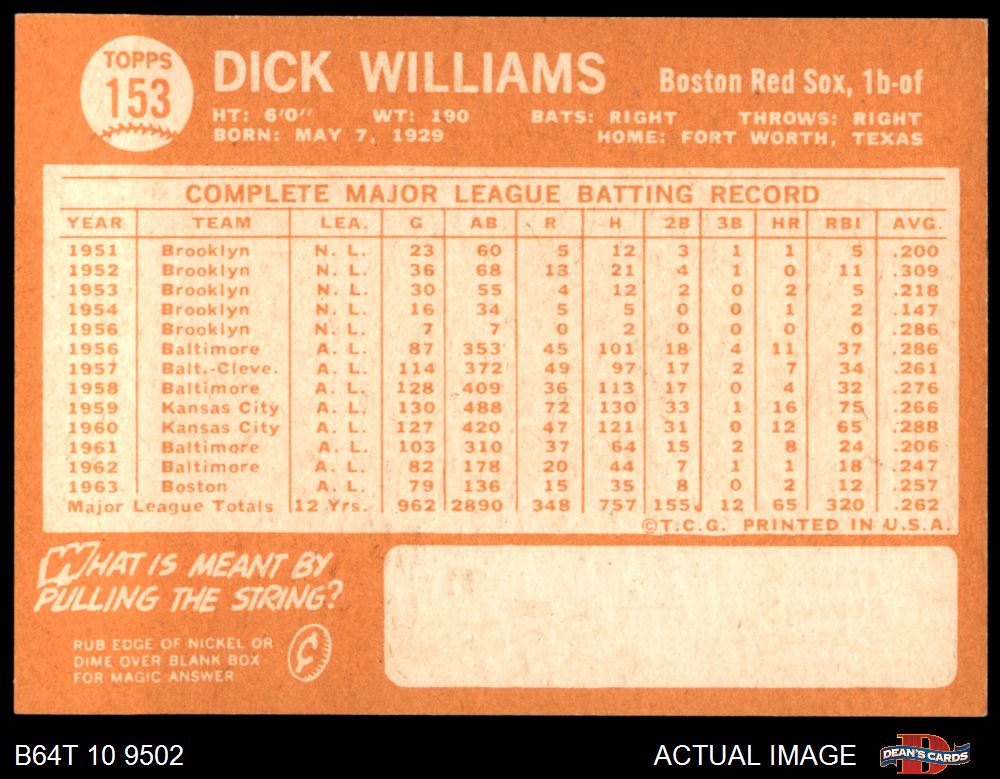 TOPPS
153
DICK WILLIAMS Boston Red Sox, 1b-of
HT: 6'0" WT: 190 BATS: RIGHT THROWS: RIGHT
BORN: MAY 7, 1929 HOME: FORT WORTH, TEXAS
COMPLETE MAJOR LEAGUE BATTING RECORD
YEAR TEAM LEA. G AB R H 2B 3B HR RBI AVG.
1951 Brooklyn N. L. 23 60 5 12 3 1 1 5 .200
1952 Brooklyn N. L. 36 68 13 21 4 1 0 11 .309
1953 Brooklyn N. L. 30 55 4 12 2 0 2 5 .218
1954 Brooklyn N. L. 16 34 5 5 0 0 1 2 .147
1956 Brooklyn N. L. 7 7 0 2 0 0 0 0 .286
1956 Baltimore A. L. 87 353 45 101 18 4 11 37 .286
1957 Balt.-Cleve. A. L. 114 372 49 97 17 2 7 34 .261
1958 Baltimore A. L. 128 409 36 113 17 0 4 32 .276
1959 Kansas City A. L. 130 488 72 130 33 1 16 75 .266
1960 Kansas City A. L. 127 420 47 121 31 0 12 65 .288
1961 Baltimore A. L. 103 310 37 64 15 2 8 24 .206
1962 Baltimore A. L. 82 178 20 44 7 1 1 18 .247
1963 Boston A. L. 79 136 15 35 8 0 2 12 .257
Major League Totals 12 Yrs. 962 2890 348 757 155 12 65 320 .262
©T.C.G. PRINTED IN U.S.A.
WHAT IS MEANT BY
PULLING THE STRING?
RUB EDGE OF NICKEL OR
DIME OVER BLANK BOX
FOR MAGIC ANSWER
B64T 10 9502 ACTUAL IMAGE DEAN'S CARDS